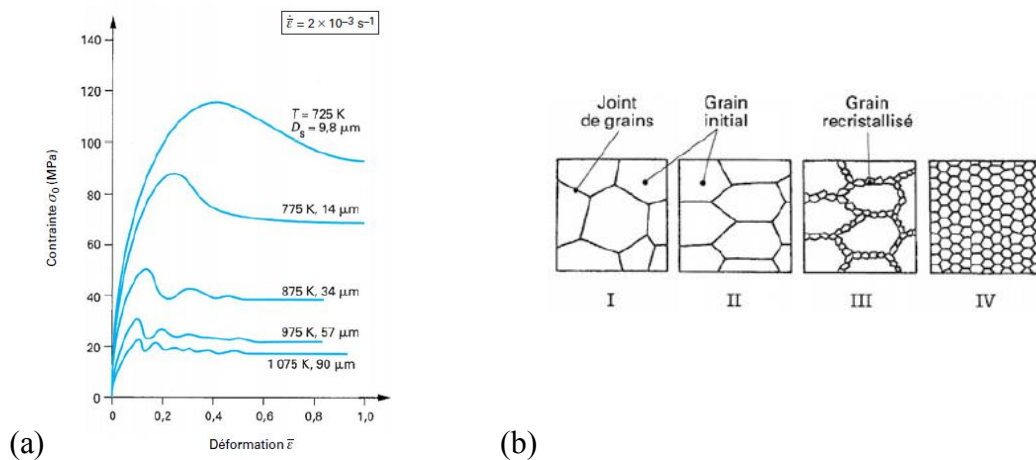 ε̄̇ = 2 × 10⁻³ s⁻¹
140
120
100
80
60
40
20
0
Contrainte σ₀ (MPa)
T = 725 K
Dₛ = 9,8 µm
775 K, 14 µm
875 K, 34 µm
975 K, 57 µm
1 075 K, 90 µm
0 0,2 0,4 0,6 0,8 1,0
Déformation ε̄
(a)
Joint
de grains
Grain
initial
Grain
recristallisé
I II III IV
(b)